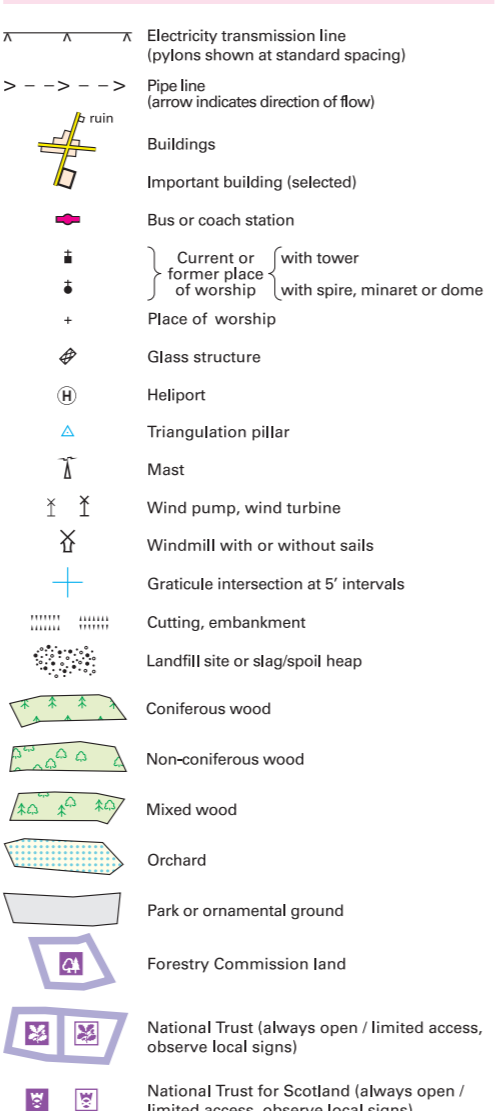 Electricity transmission line
(pylons shown at standard spacing)
Pipe line
(arrow indicates direction of flow)
ruin
Buildings
Important building (selected)
Bus or coach station
Current or
former place
of worship
with tower
with spire, minaret or dome
Place of worship
Glass structure
H
Heliport
Triangulation pillar
Mast
Wind pump, wind turbine
Windmill with or without sails
Graticule intersection at 5' intervals
Cutting, embankment
Landfill site or slag/spoil heap
Coniferous wood
Non-coniferous wood
Mixed wood
Orchard
Park or ornamental ground
Forestry Commission land
National Trust (always open / limited access,
observe local signs)
National Trust for Scotland (always open /
limited access, observe local signs)